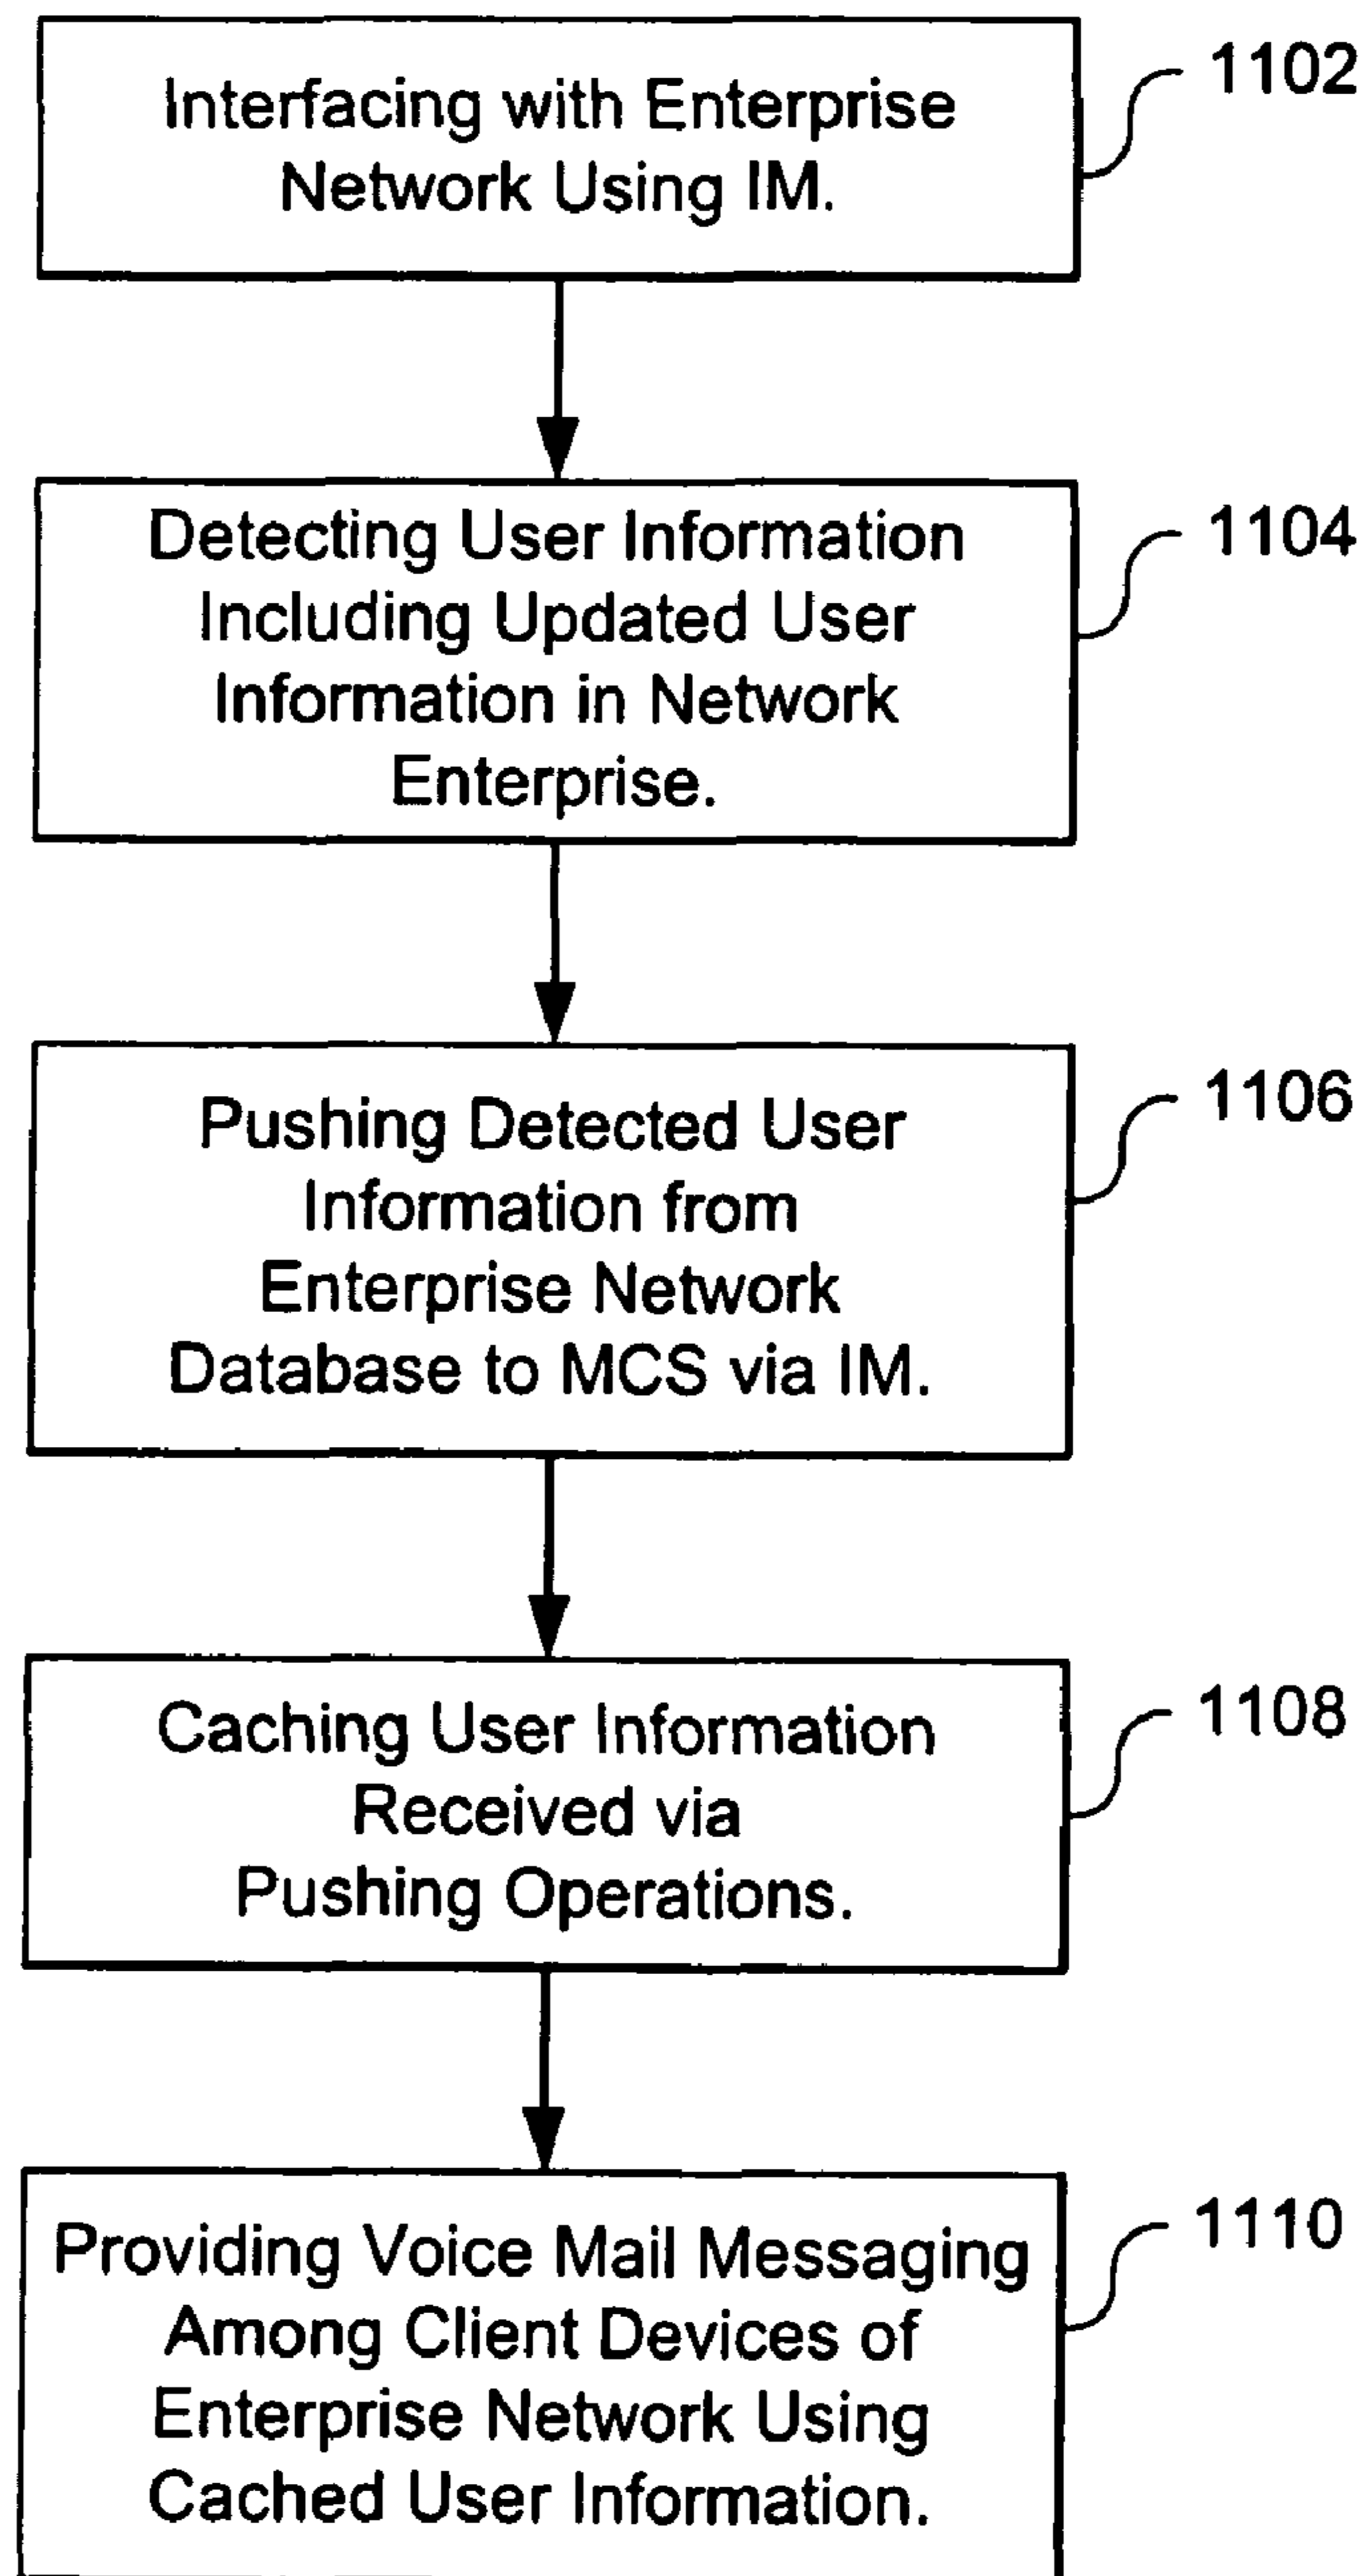 Interfacing with Enterprise
Network Using IM.
1102
Detecting User Information
Including Updated User
Information in Network
Enterprise.
1104
Pushing Detected User
Information from
Enterprise Network
Database to MCS via IM.
1106
Caching User Information
Received via
Pushing Operations.
1108
Providing Voice Mail Messaging
Among Client Devices of
Enterprise Network Using
Cached User Information.
1110